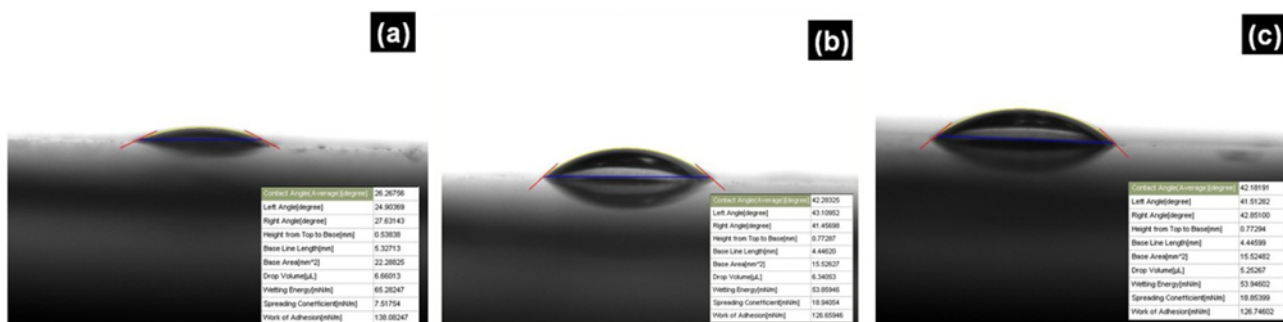 (a)
Contact Angle(Average)[degree] 26.26756
Left Angle[degree] 24.90369
Right Angle[degree] 27.63143
Height from Top to Base[mm] 0.53838
Base Line Length[mm] 5.32713
Base Area[mm^2] 22.28825
Drop Volume[µL] 6.66013
Wetting Energy[mN/m] 65.28247
Spreading Conefficient[mN/m] 7.51754
Work of Adhesion[mN/m] 138.08247
(b)
Contact Angle(Average)[degree] 42.28325
Left Angle[degree] 43.10952
Right Angle[degree] 41.45698
Height from Top to Base[mm] 0.77287
Base Line Length[mm] 4.44620
Base Area[mm^2] 15.52627
Drop Volume[µL] 6.34053
Wetting Energy[mN/m] 53.85946
Spreading Conefficient[mN/m] 18.94054
Work of Adhesion[mN/m] 126.65946
(c)
Contact Angle(Average)[degree] 42.18191
Left Angle[degree] 41.51282
Right Angle[degree] 42.85100
Height from Top to Base[mm] 0.77294
Base Line Length[mm] 4.44599
Base Area[mm^2] 15.52482
Drop Volume[µL] 5.25267
Wetting Energy[mN/m] 53.94602
Spreading Conefficient[mN/m] 18.85399
Work of Adhesion[mN/m] 126.74602